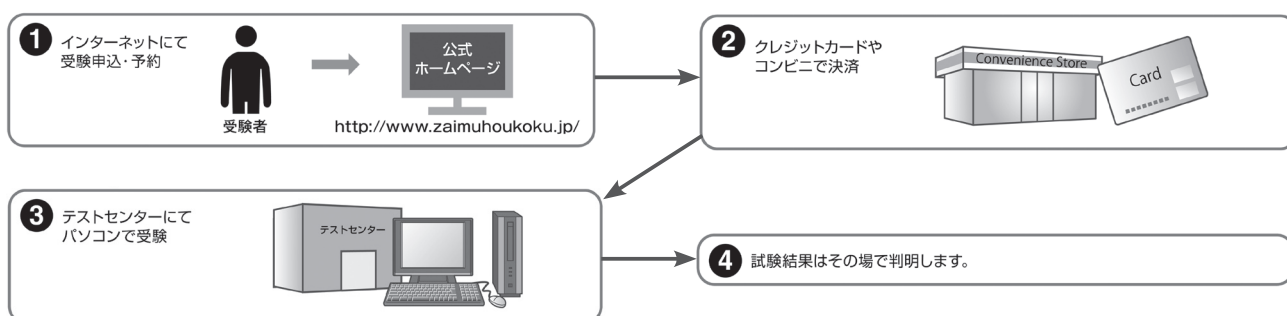 1
インターネットにて
受験申込・予約
受験者
公式
ホームページ
http://www.zaimuhoukoku.jp/
2
クレジットカードや
コンビニで決済
Convenience Store
Card
3
テストセンターにて
パソコンで受験
テストセンター
4
試験結果はその場で判明します。